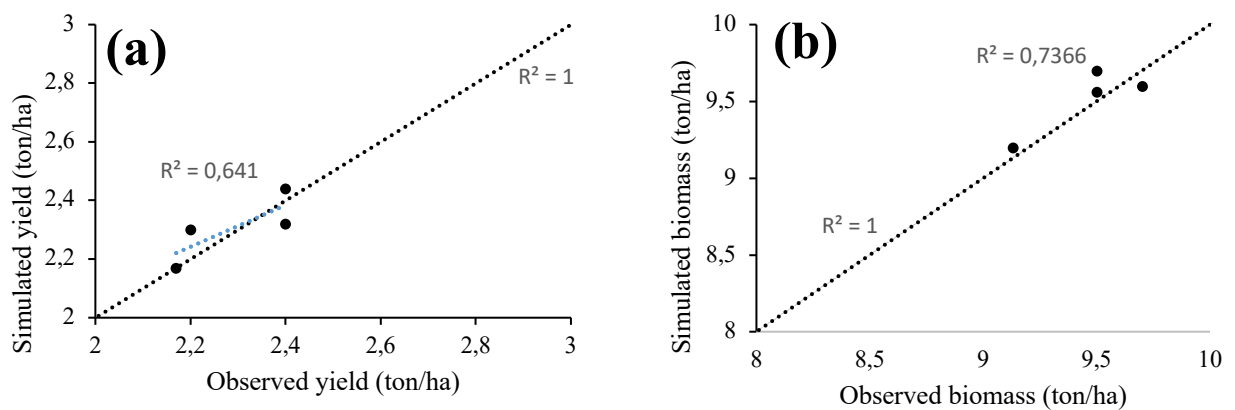 (a)
Simulated yield (ton/ha)
3
2,8
2,6
2,4
2,2
2
R² = 1
R² = 0,641
2 2,2 2,4 2,6 2,8 3
Observed yield (ton/ha)
(b)
Simulated biomass (ton/ha)
10
9,5
9
8,5
8
R² = 0,7366
R² = 1
8 8,5 9 9,5 10
Observed biomass (ton/ha)